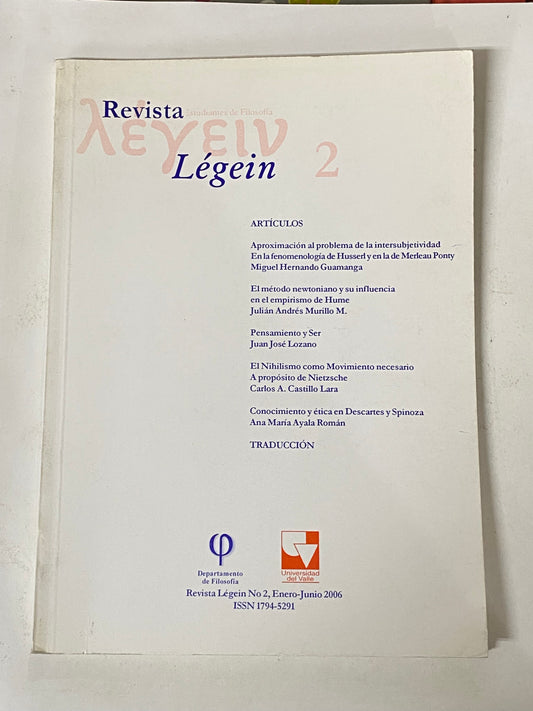 Revista
Estudiantes de Filosofía
λέγειν
Légein
2
ARTÍCULOS
Aproximación al problema de la intersubjetividad
En la fenomenología de Husserl y en la de Merleau Ponty
Miguel Hernando Guamanga
El método newtoniano y su influencia
en el empirismo de Hume
Julián Andrés Murillo M.
Pensamiento y Ser
Juan José Lozano
El Nihilismo como Movimiento necesario
A propósito de Nietzsche
Carlos A. Castillo Lara
Conocimiento y ética en Descartes y Spinoza
Ana María Ayala Román
TRADUCCIÓN
φ
Departamento
de Filosofía
Universidad
del Valle
Revista Légein No 2, Enero-Junio 2006
ISSN 1794-5291